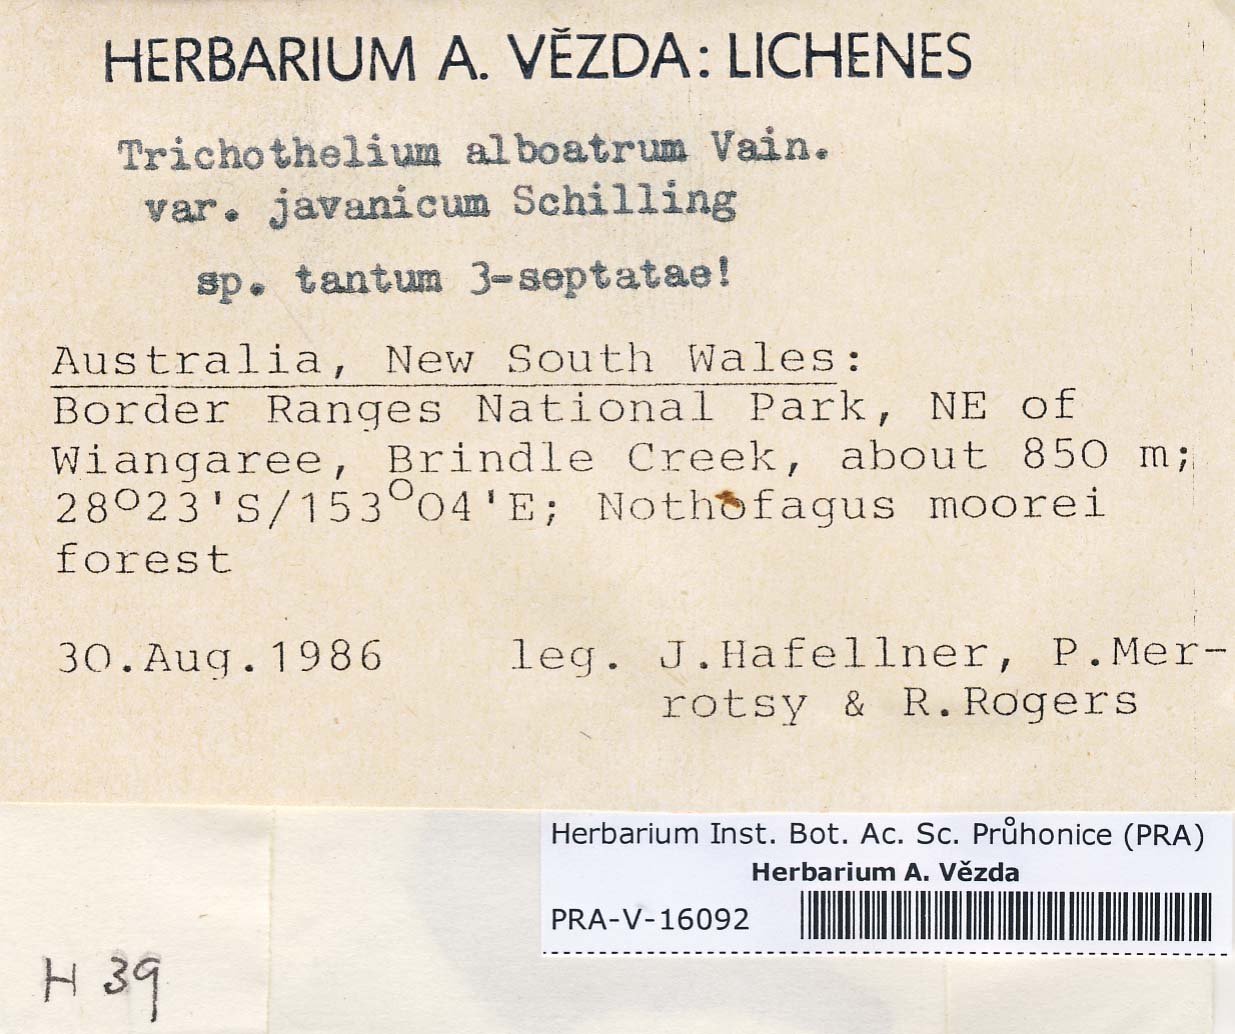 HERBARIUM A. VĚZDA: LICHENES
Trichothelium alboatrum Vain.
var. javanicum Schilling
sp. tantum 3-septatae!
Australia, New South Wales:
Border Ranges National Park, NE of
Wiangaree, Brindle Creek, about 850 m;
28°23'S/153°04'E; Nothofagus moorei
forest
30.Aug.1986 leg. J.Hafellner, P.Mer-
rotsy & R.Rogers
Herbarium Inst. Bot. Ac. Sc. Průhonice (PRA)
Herbarium A. Vězda
PRA-V-16092
H 39